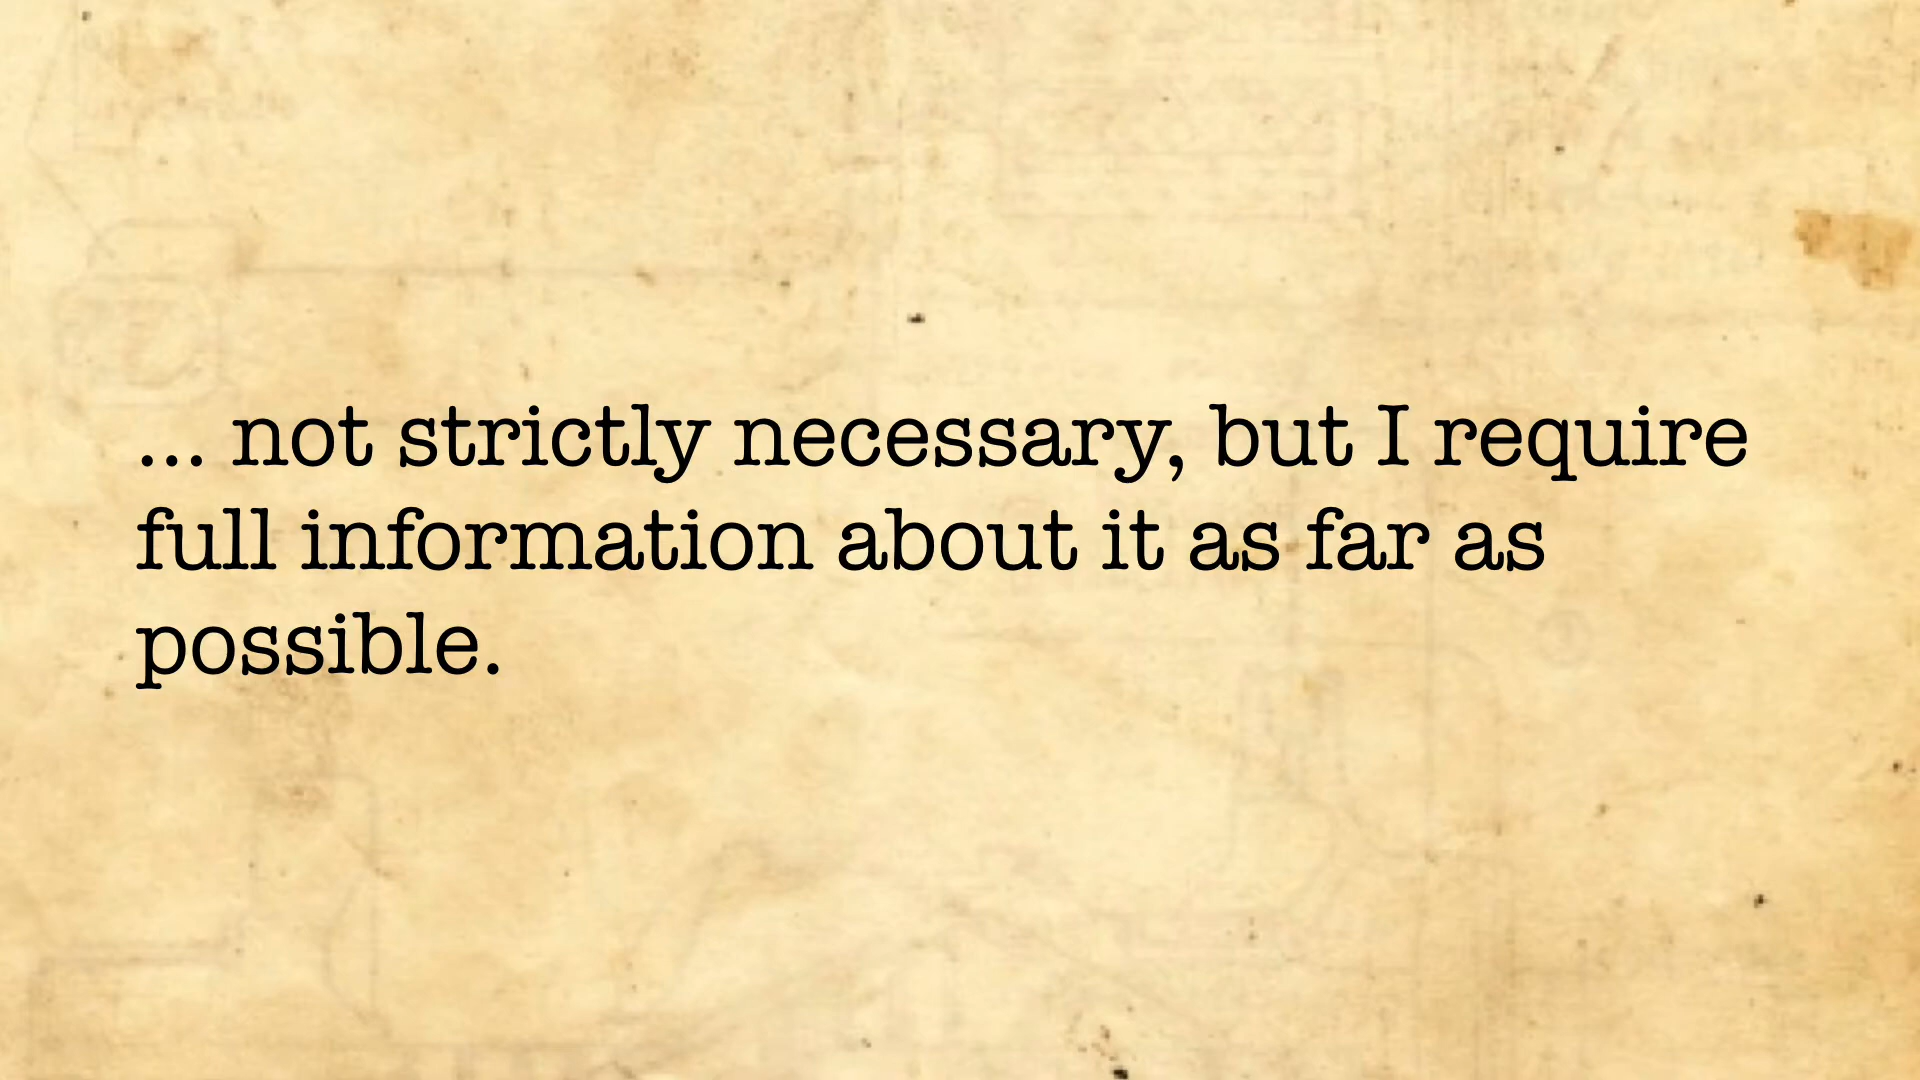 ... not strictly necessary, but I require
full information about it as far as
possible.